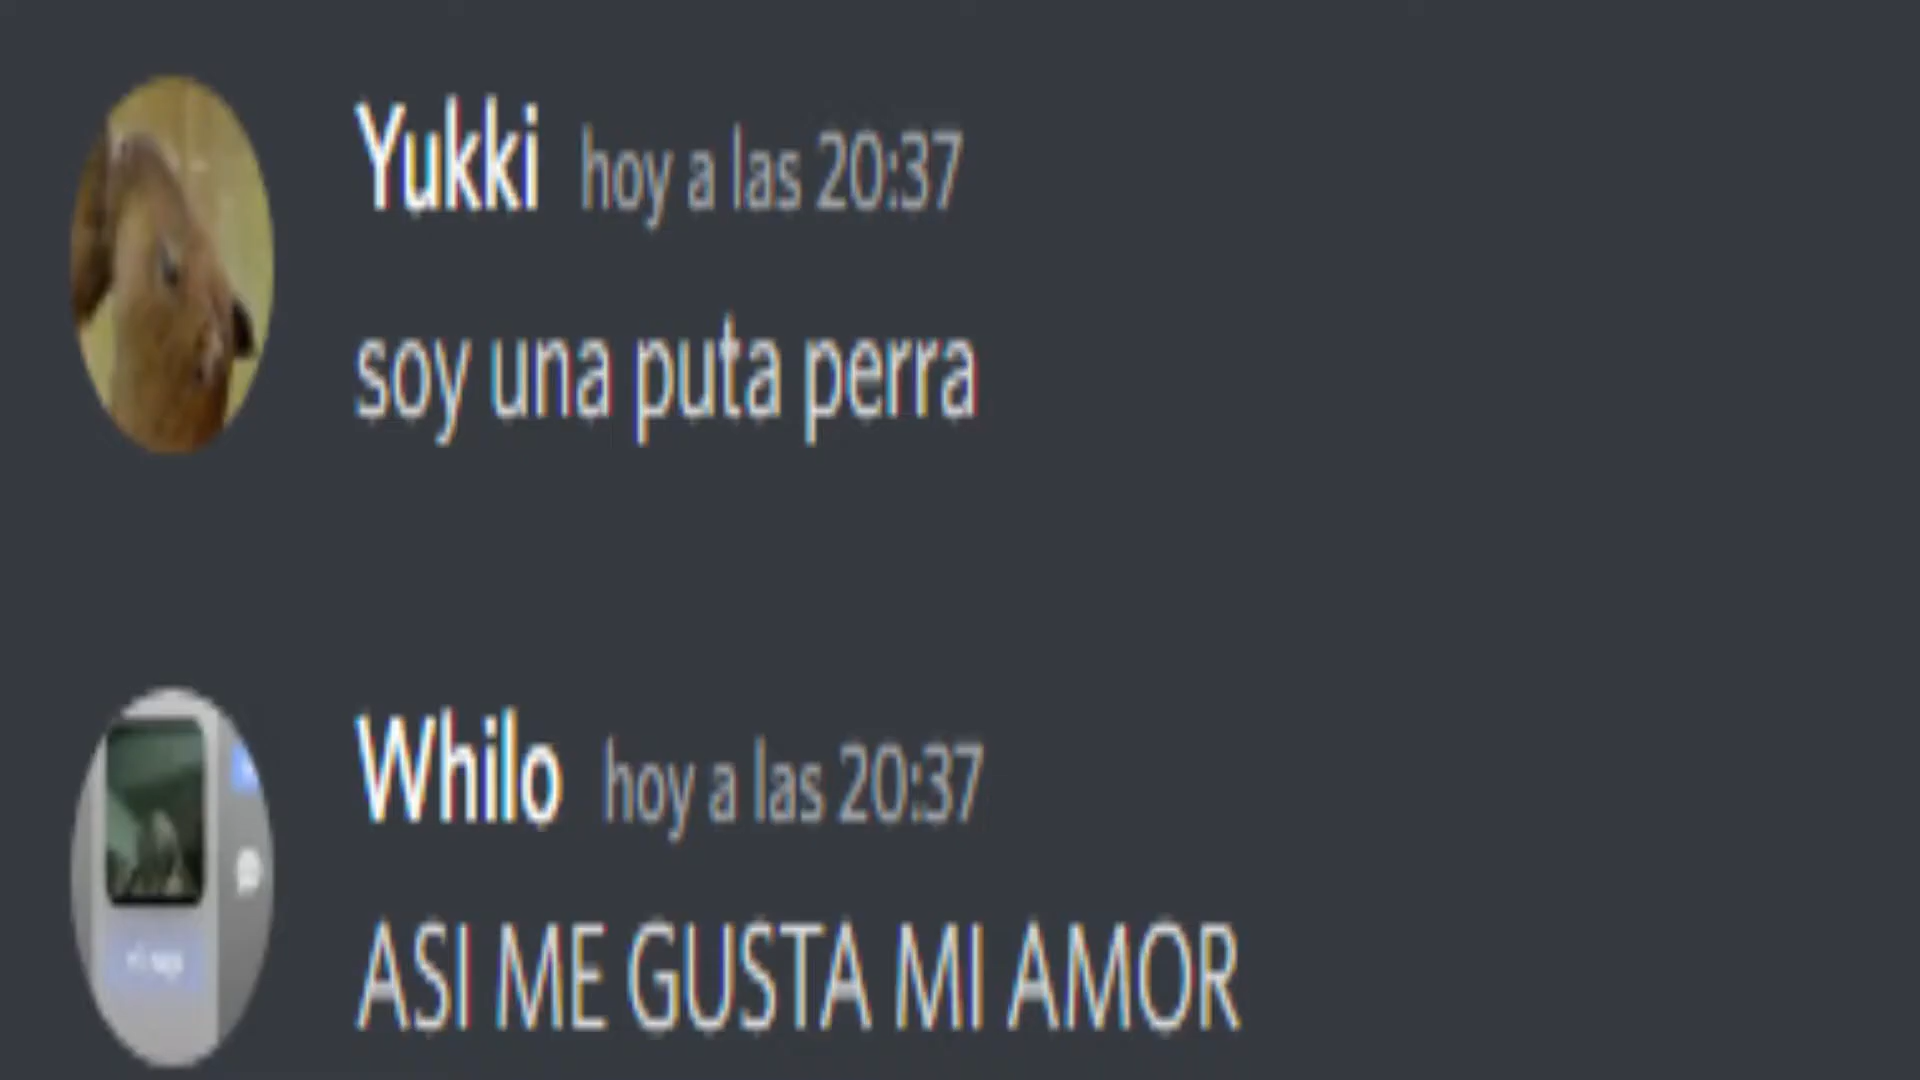 Yukki hoy a las 20:37
soy una puta perra
Whilo hoy a las 20:37
ASI ME GUSTA MI AMOR